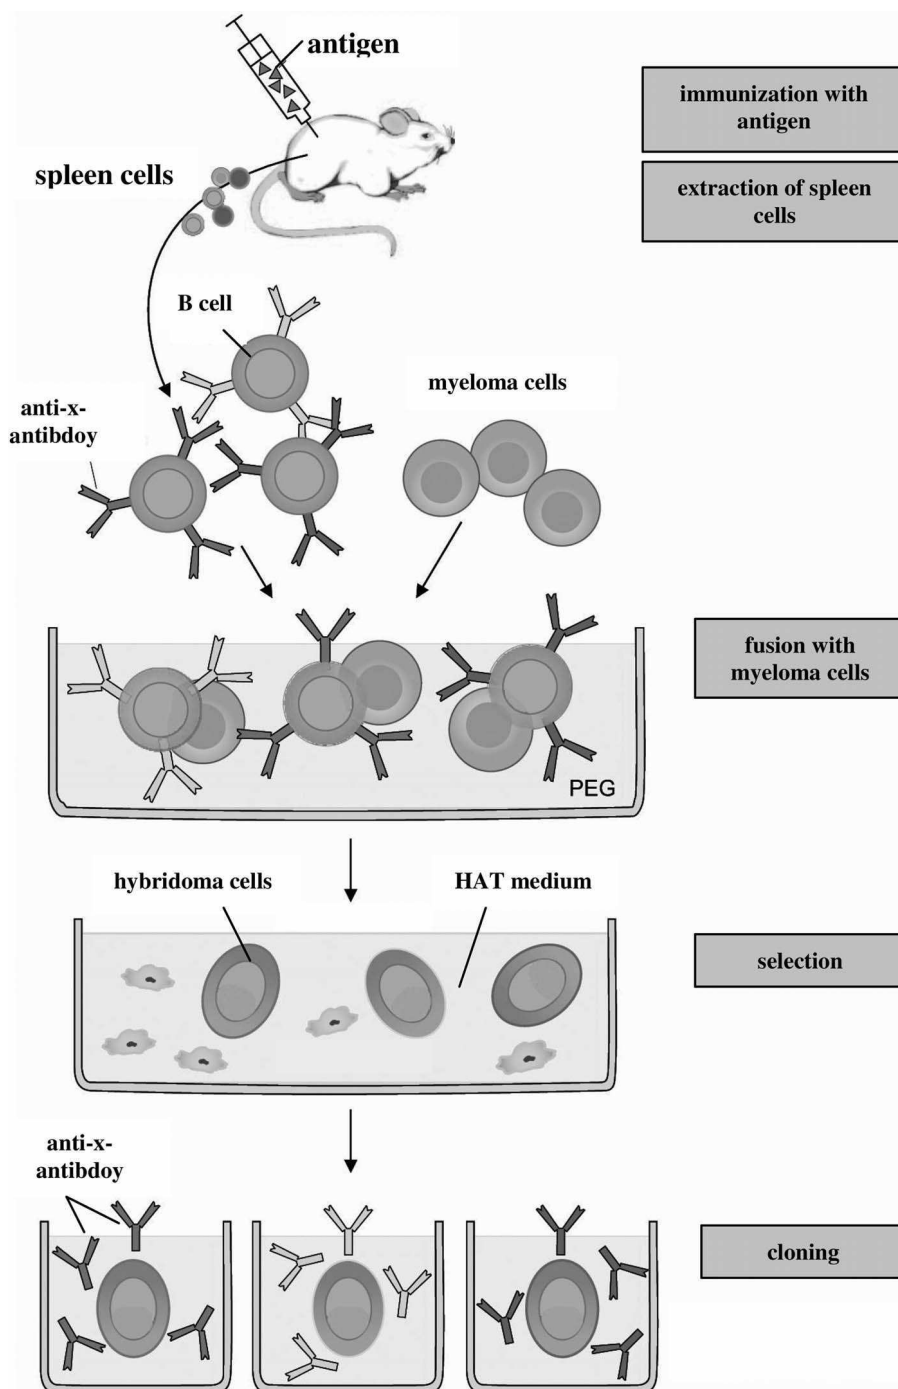 antigen
immunization with
antigen
spleen cells
extraction of spleen
cells
B cell
myeloma cells
anti-x-
antibdoy
fusion with
myeloma cells
PEG
hybridoma cells
HAT medium
selection
anti-x-
antibdoy
cloning